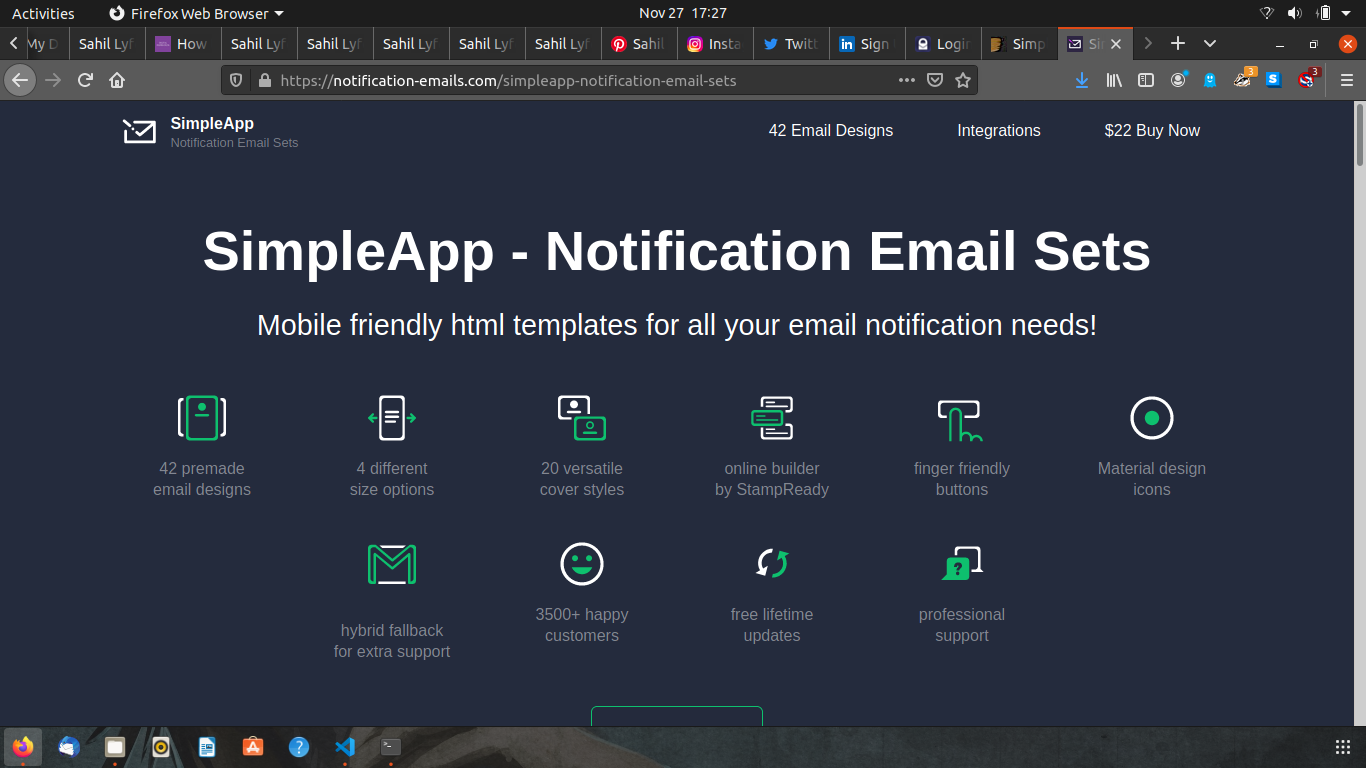 Activities Firefox Web Browser Nov 27 17:27
My D Sahil Lyf How Sahil Lyf Sahil Lyf Sahil Lyf Sahil Lyf Sahil Lyf Sahil Insta Twitt Sign Login Simp Si
https://notification-emails.com/simpleapp-notification-email-sets 3 S 3
SimpleApp
Notification Email Sets
42 Email Designs Integrations $22 Buy Now
SimpleApp - Notification Email Sets
Mobile friendly html templates for all your email notification needs!
42 premade
email designs
4 different
size options
20 versatile
cover styles
online builder
by StampReady
finger friendly
buttons
Material design
icons
hybrid fallback
for extra support
3500+ happy
customers
free lifetime
updates
professional
support